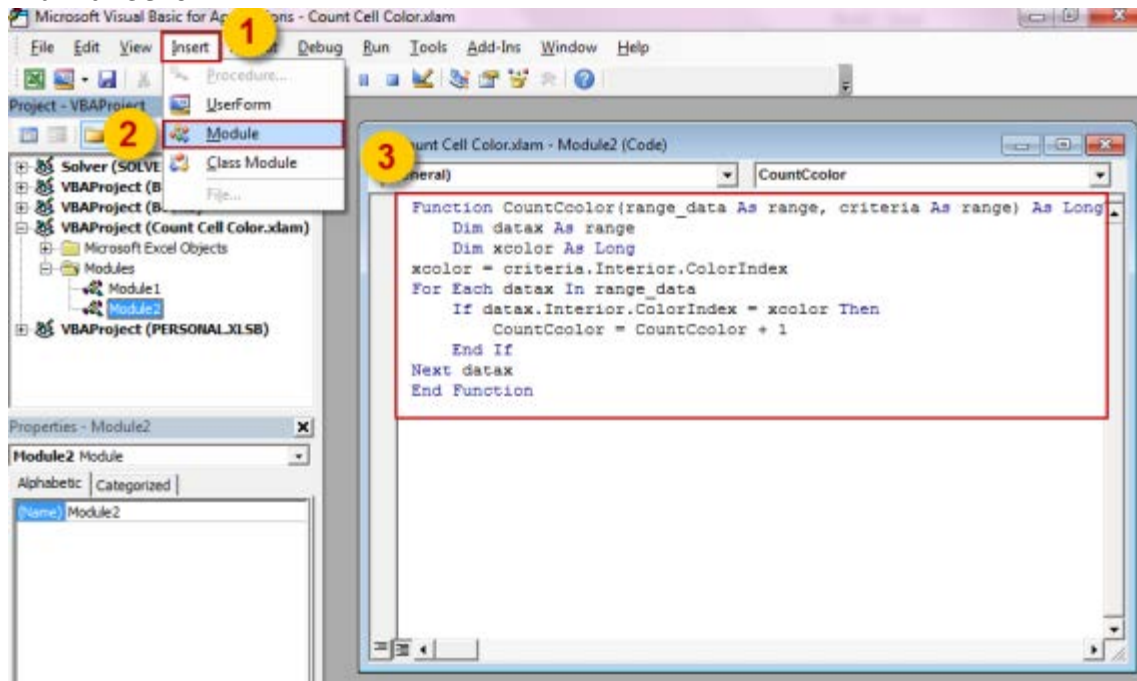 Microsoft Visual Basic for Applications - Count Cell Color.xlam
1
File Edit View Insert Debug Run Tools Add-Ins Window Help
Procedure...
UserForm
Module
Class Module
File...
2
Project - VBAProject
Solver (SOLVE
VBAProject (B
VBAProject (B
VBAProject (Count Cell Color.xlam)
Microsoft Excel Objects
Modules
Module1
Module2
VBAProject (PERSONAL.XLSB)
Properties - Module2
Module2 Module
Alphabetic Categorized
(Name) Module2
3
ount Cell Color.xlam - Module2 (Code)
neral) CountCcolor
Function CountCcolor(range_data As range, criteria As range) As Long
Dim datax As range
Dim xcolor As Long
xcolor = criteria.Interior.ColorIndex
For Each datax In range_data
If datax.Interior.ColorIndex = xcolor Then
CountCcolor = CountCcolor + 1
End If
Next datax
End Function